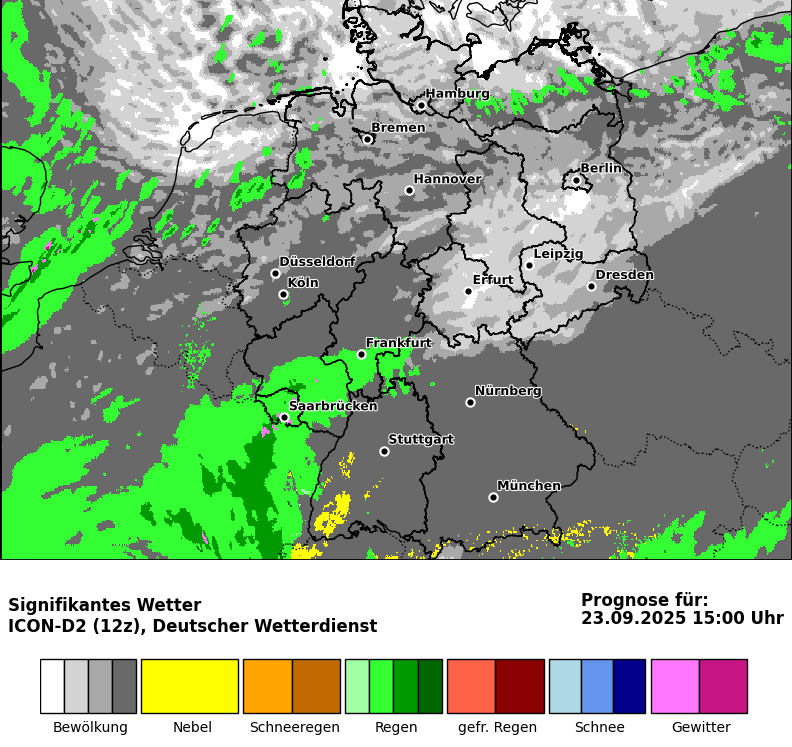 Hamburg
Bremen
Hannover
Berlin
Düsseldorf
Köln
Leipzig
Erfurt
Dresden
Frankfurt
Nürnberg
Saarbrücken
Stuttgart
München
Signifikantes Wetter
ICON-D2 (12z), Deutscher Wetterdienst
Prognose für:
23.09.2025 15:00 Uhr
Bewölkung Nebel Schneeregen Regen gefr. Regen Schnee Gewitter